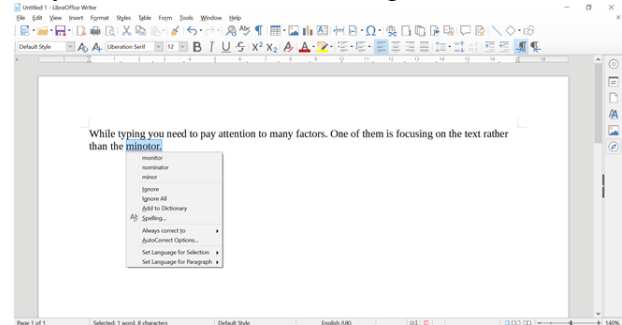 Untitled 1 - LibreOffice Writer
File Edit View Insert Format Styles Table Form Tools Window Help
Default Style Liberation Serif 12
While typing you need to pay attention to many factors. One of them is focusing on the text rather
than the minotor.
monitor
nominator
minor
Ignore
Ignore All
Add to Dictionary
Spelling...
Always correct to
AutoCorrect Options...
Set Language for Selection
Set Language for Paragraph
Page 1 of 1 Selected: 1 word, 8 characters Default Style English (UK) 140%